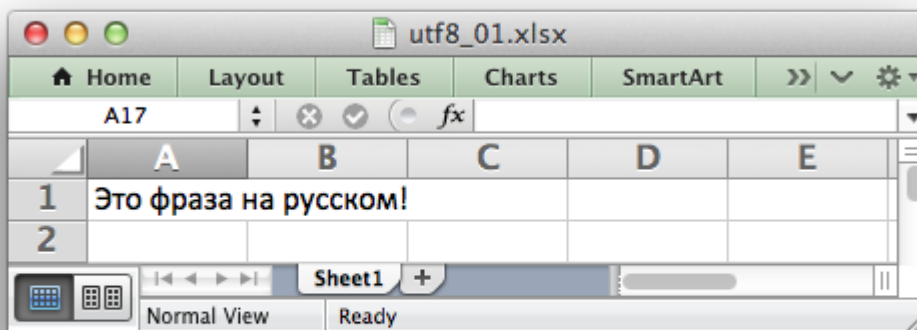 utf8_01.xlsx
Home Layout Tables Charts SmartArt
A17 fx
A B C D E
1 Это фраза на русском!
2
Sheet1
Normal View Ready